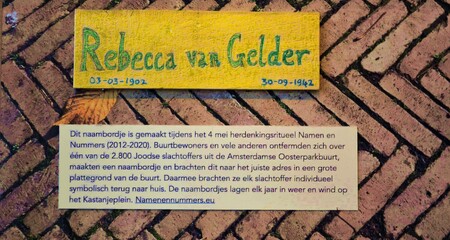 Rebecca van Gelder
03-03-1902 30-09-1942
Dit naambordje is gemaakt tijdens het 4 mei herdenkingsritueel Namen en
Nummers (2012-2020). Buurtbewoners en vele anderen ontfermden zich over
één van de 2.800 Joodse slachtoffers uit de Amsterdamse Oosterparkbuurt,
maakten een naambordje en brachten dit naar het juiste adres in een grote
plattegrond van de buurt. Daarmee brachten ze elk slachtoffer individueel
symbolisch terug naar huis. De naambordjes lagen elk jaar in weer en wind op
het Kastanjeplein. Namenennummers.eu